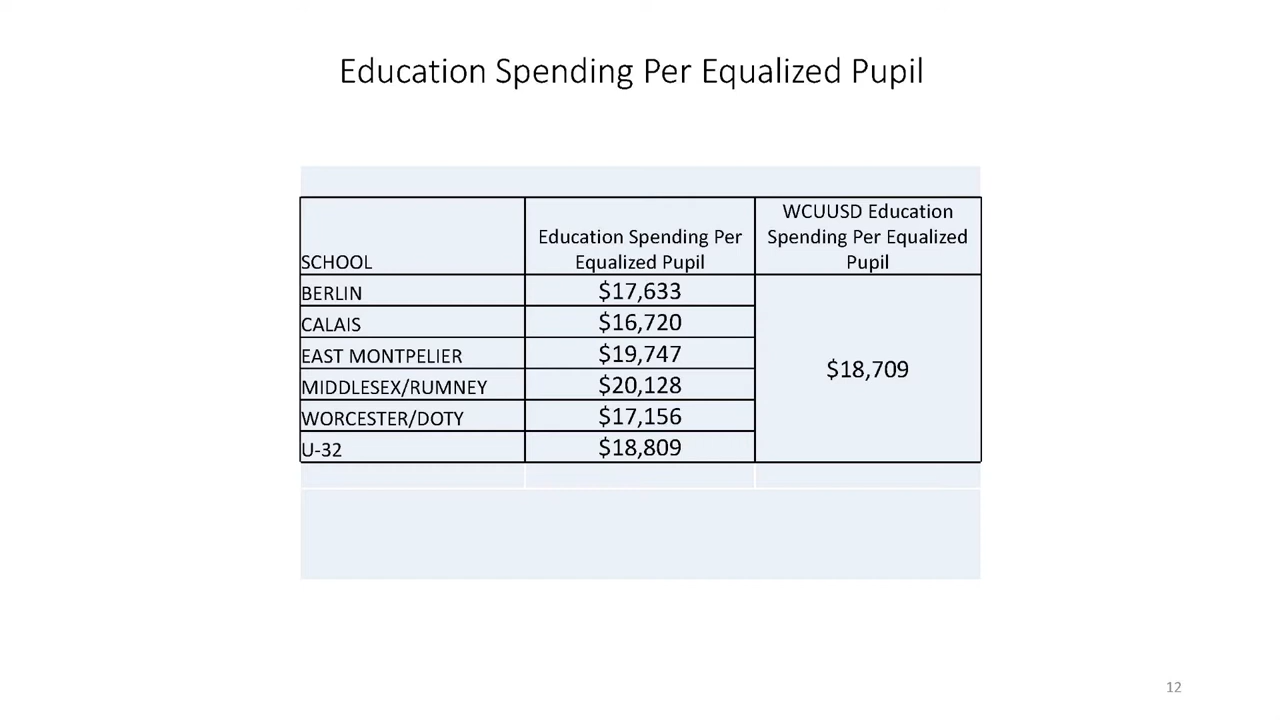 Education Spending Per Equalized Pupil
SCHOOL
Education Spending Per
Equalized Pupil
WCUUSD Education
Spending Per Equalized
Pupil
BERLIN
$17,633
CALAIS
$16,720
EAST MONTPELIER
$19,747
MIDDLESEX/RUMNEY
$20,128
WORCESTER/DOTY
$17,156
U-32
$18,809
$18,709
12